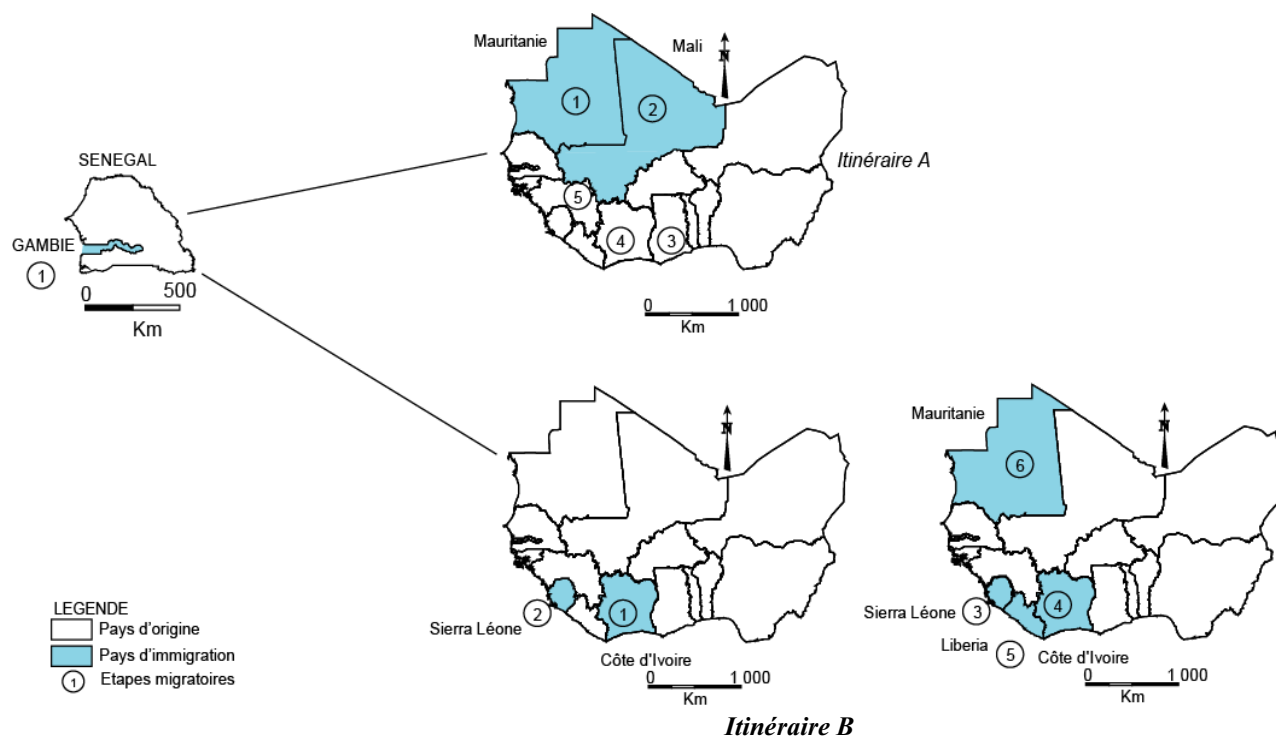 Mauritanie
Mali
N
1
2
Itinéraire A
5
4
3
0 1 000
Km
SENEGAL
GAMBIE
1
0 500
Km
N
1
2
Sierra Léone
Côte d'Ivoire
0 1 000
Km
Mauritanie
N
6
4
3
Sierra Léone
Liberia
5
Côte d'Ivoire
0 1 000
Km
LEGENDE
Pays d'origine
Pays d'immigration
1 Etapes migratoires
Itinéraire B